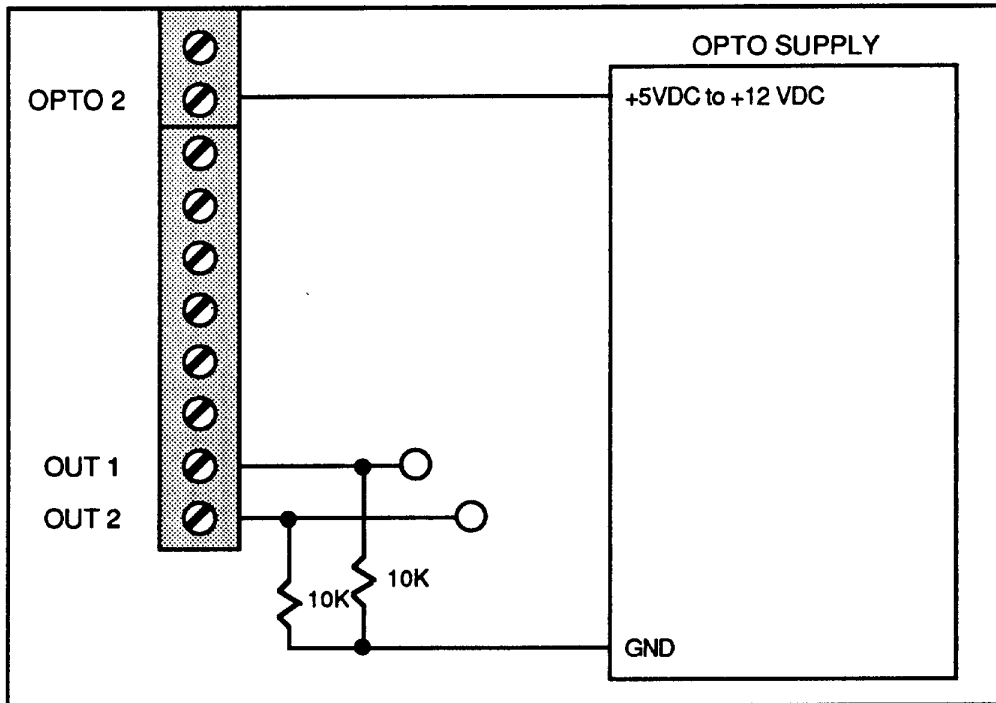 OPTO SUPPLY
OPTO 2
+5VDC to +12 VDC
OUT 1
OUT 2
10K
10K
GND